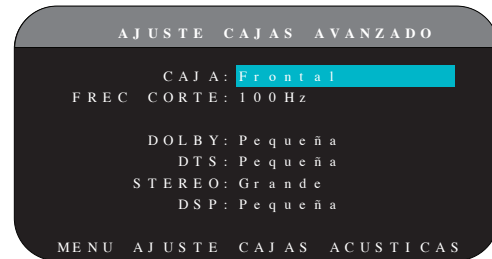 AJUSTE CAJAS AVANZADO
CAJA: Frontal
FREC CORTE: 100Hz
DOLBY: Pequeña
DTS: Pequeña
STEREO: Grande
DSP: Pequeña
MENU AJUSTE CAJAS ACUSTICAS